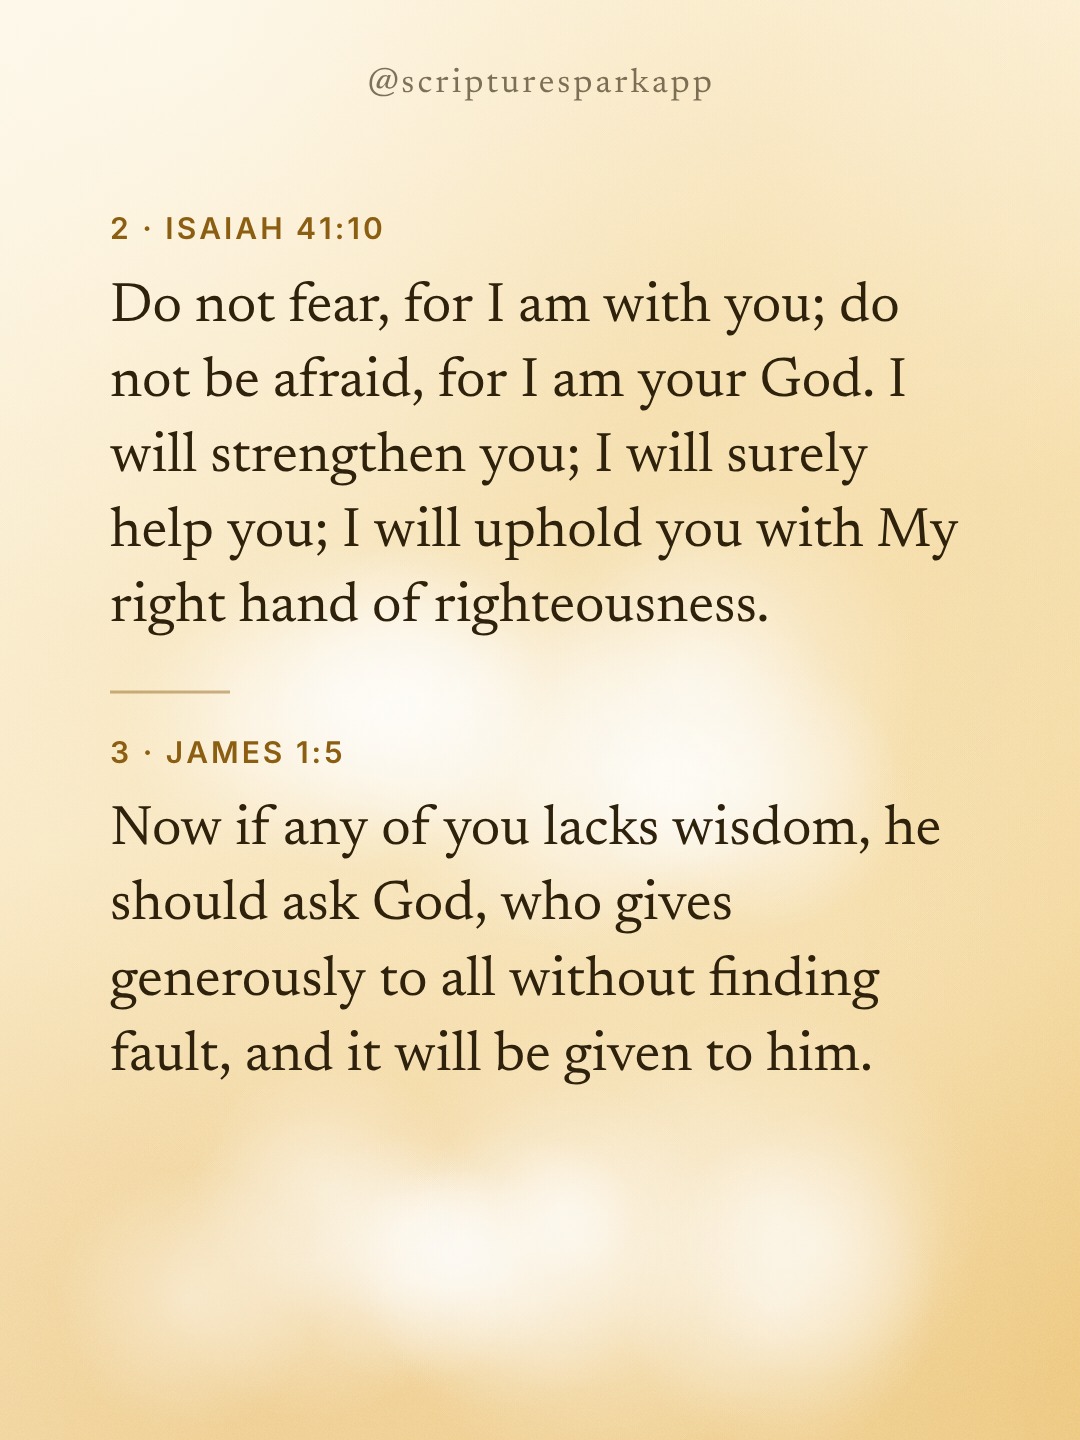 @scripturesparkapp
2 · ISAIAH 41:10
Do not fear, for I am with you; do
not be afraid, for I am your God. I
will strengthen you; I will surely
help you; I will uphold you with My
right hand of righteousness.
3 · JAMES 1:5
Now if any of you lacks wisdom, he
should ask God, who gives
generously to all without finding
fault, and it will be given to him.